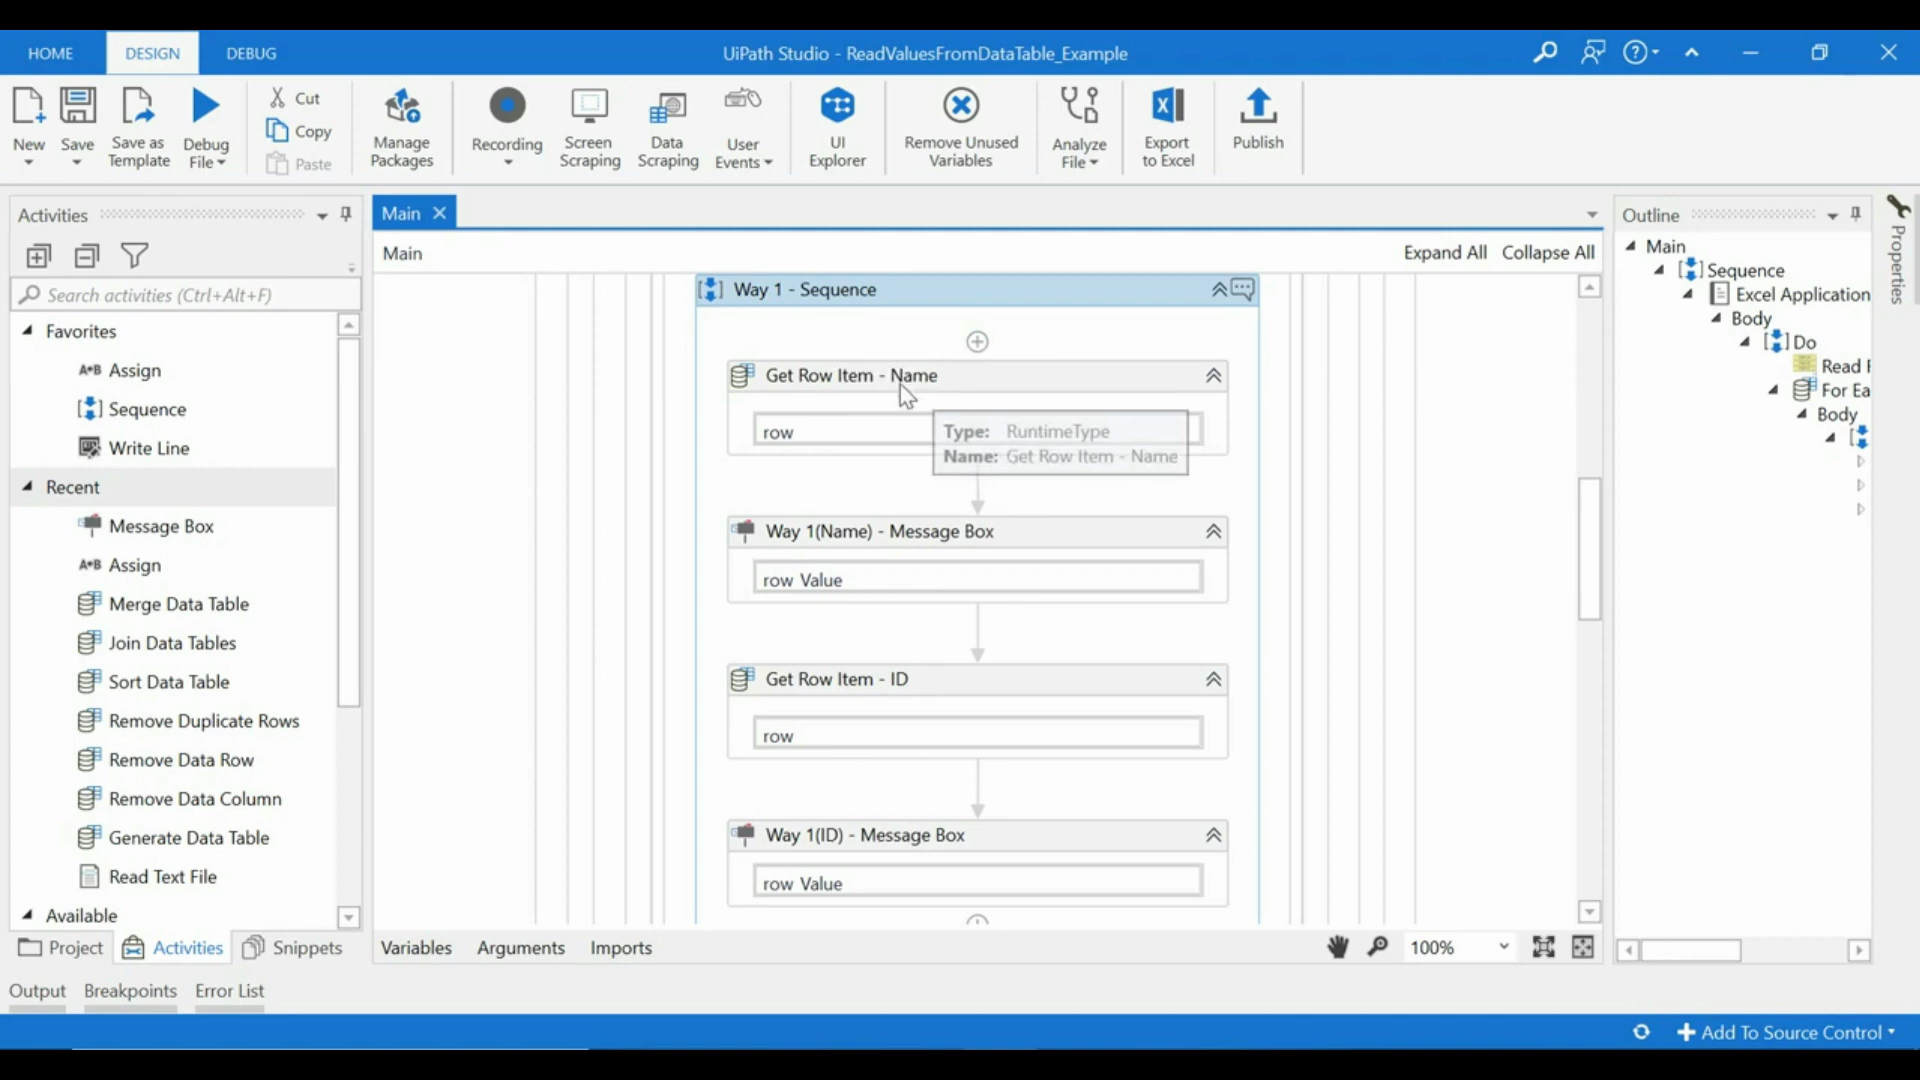 HOME
DESIGN
DEBUG
UiPath Studio - ReadValuesFromDataTable_Example
New
Save
Save as Template
Debug File
Cut
Copy
Paste
Manage Packages
Recording
Screen Scraping
Data Scraping
User Events
UI Explorer
Remove Unused Variables
Analyze File
Export to Excel
Publish
Activities
Search activities (Ctrl+Alt+F)
Favorites
Assign
Sequence
Write Line
Recent
Message Box
Assign
Merge Data Table
Join Data Tables
Sort Data Table
Remove Duplicate Rows
Remove Data Row
Remove Data Column
Generate Data Table
Read Text File
Available
Project
Activities
Snippets
Main
Main
Expand All
Collapse All
Way 1 - Sequence
Get Row Item - Name
row
Type: RuntimeType
Name: Get Row Item - Name
Way 1(Name) - Message Box
row Value
Get Row Item - ID
row
Way 1(ID) - Message Box
row Value
Variables
Arguments
Imports
100%
Outline
Main
Sequence
Excel Application
Body
Do
Read
For Ea
Body
Properties
Output
Breakpoints
Error List
Add To Source Control